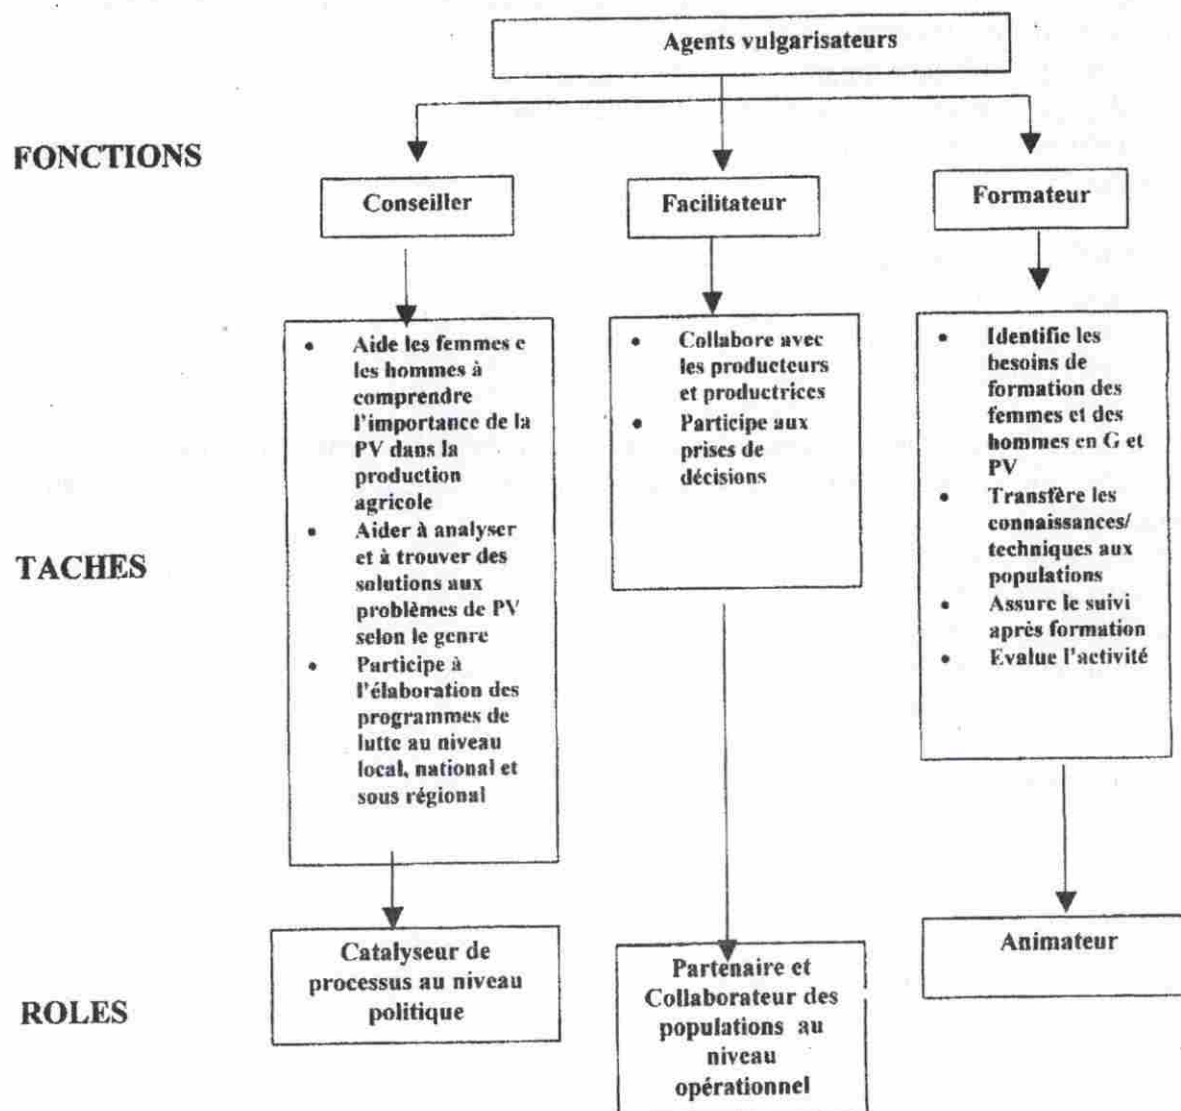 Agents vulgarisateurs
FONCTIONS
Conseiller
Facilitateur
Formateur
TACHES
• Aide les femmes e
les hommes à
comprendre
l'importance de la
PV dans la
production
agricole
• Aider à analyser
et à trouver des
solutions aux
problèmes de PV
selon le genre
• Participe à
l'élaboration des
programmes de
lutte au niveau
local, national et
sous régional
• Collabore avec
les producteurs
et productrices
• Participe aux
prises de
décisions
• Identifie les
besoins de
formation des
femmes et des
hommes en G et
PV
• Transfère les
connaissances/
techniques aux
populations
• Assure le suivi
après formation
• Evalue l'activité
ROLES
Catalyseur de
processus au niveau
politique
Partenaire et
Collaborateur des
populations au
niveau
opérationnel
Animateur